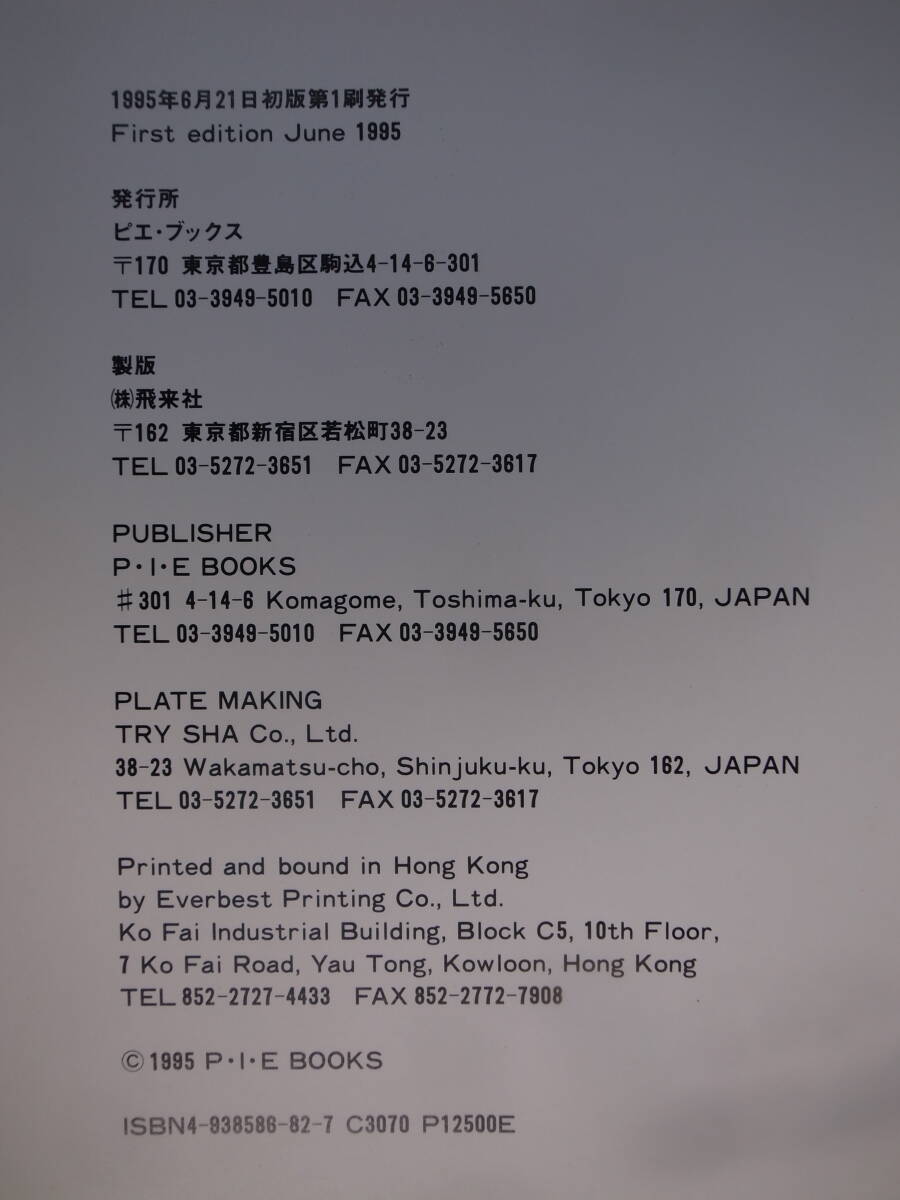 1995年6月21日初版第1刷発行
First edition June 1995
発行所
ピエ・ブックス
〒170 東京都豊島区駒込4-14-6-301
TEL 03-3949-5010 FAX 03-3949-5650
製版
㈱飛来社
〒162 東京都新宿区若松町38-23
TEL 03-5272-3651 FAX 03-5272-3617
PUBLISHER
P・I・E BOOKS
♯301 4-14-6 Komagome, Toshima-ku, Tokyo 170, JAPAN
TEL 03-3949-5010 FAX 03-3949-5650
PLATE MAKING
TRY SHA Co., Ltd.
38-23 Wakamatsu-cho, Shinjuku-ku, Tokyo 162, JAPAN
TEL 03-5272-3651 FAX 03-5272-3617
Printed and bound in Hong Kong
by Everbest Printing Co., Ltd.
Ko Fai Industrial Building, Block C5, 10th Floor,
7 Ko Fai Road, Yau Tong, Kowloon, Hong Kong
TEL 852-2727-4433 FAX 852-2772-7908
© 1995 P・I・E BOOKS
ISBN4-938586-82-7 C3070 P12500E